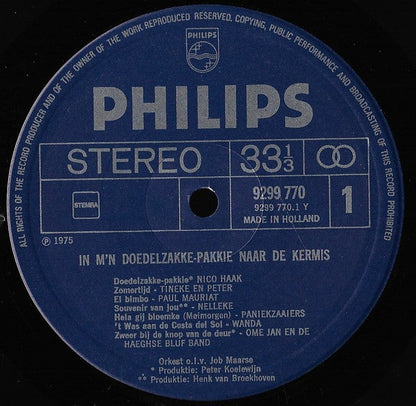 ALL RIGHTS OF THE RECORD PRODUCER AND OF THE OWNER OF THE WORK REPRODUCED RESERVED. COPYING, PUBLIC PERFORMANCE AND BROADCASTING OF THIS RECORD PROHIBITED
PHILIPS
PHILIPS
STEREO 33 1/3
STEMRA
9299 770
9299 770.1 Y
MADE IN HOLLAND
1
℗ 1975
IN M'N DOEDELZAKKE-PAKKIE NAAR DE KERMIS
Doedelzakke-pakkie* NICO HAAK
Zomertijd - TINEKE EN PETER
El bimbo - PAUL MAURIAT
Souvenir van jou** - NELLEKE
Hela gij bloemke (Meimorgen) - PANIEKZAAIERS
't Was aan de Costa del Sol - WANDA
Zweer bij de knop van de deur* - OME JAN EN DE
HAEGHSE BLUF BAND
Orkest o.l.v. Job Maarse
* Produktie: Peter Koelewijn
** Produktie: Henk van Broekhoven